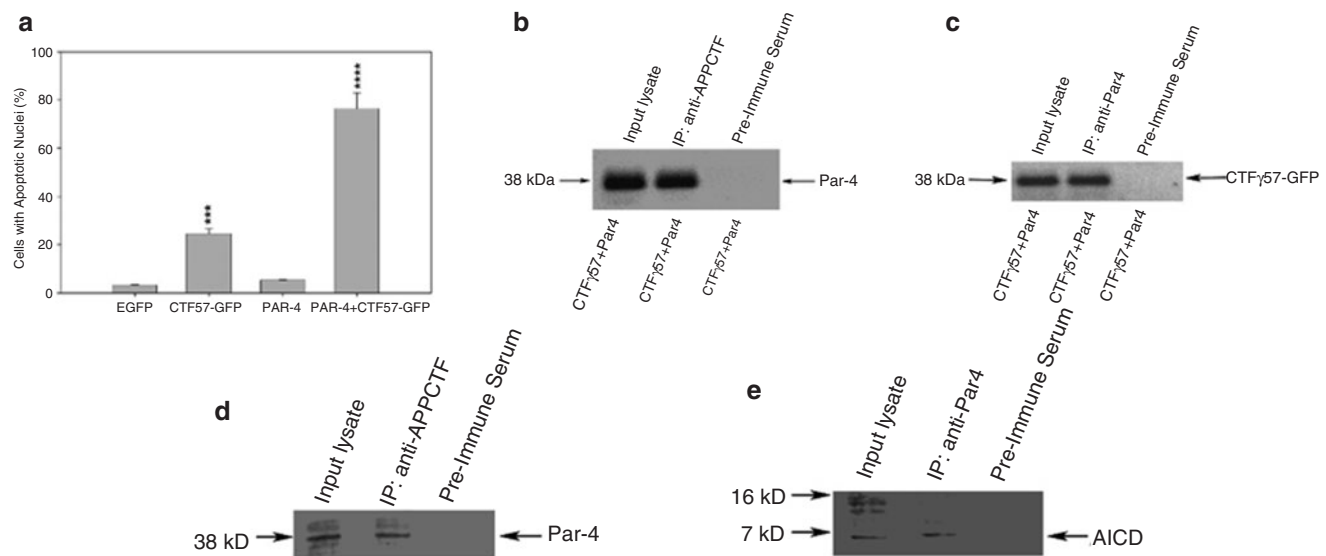 a
Cells with Apoptotic Nuclei (%)
100
80
60
40
20
0
***
****
EGFP
CTF57-GFP
PAR-4
PAR-4+CTF57-GFP
b
Input lysate
IP: anti-APPCTF
Pre-Immune Serum
38 kDa
Par-4
CTFγ57+Par4
CTFγ57+Par4
CTFγ57+Par4
c
Input lysate
IP: anti-Par4
Pre-Immune Serum
38 kDa
CTFγ57-GFP
CTFγ57+Par4
CTFγ57+Par4
CTFγ57+Par4
d
Input lysate
IP: anti-APPCTF
Pre-Immune Serum
38 kD
Par-4
e
Input lysate
IP: anti-Par4
Pre-Immune Serum
16 kD
7 kD
AICD